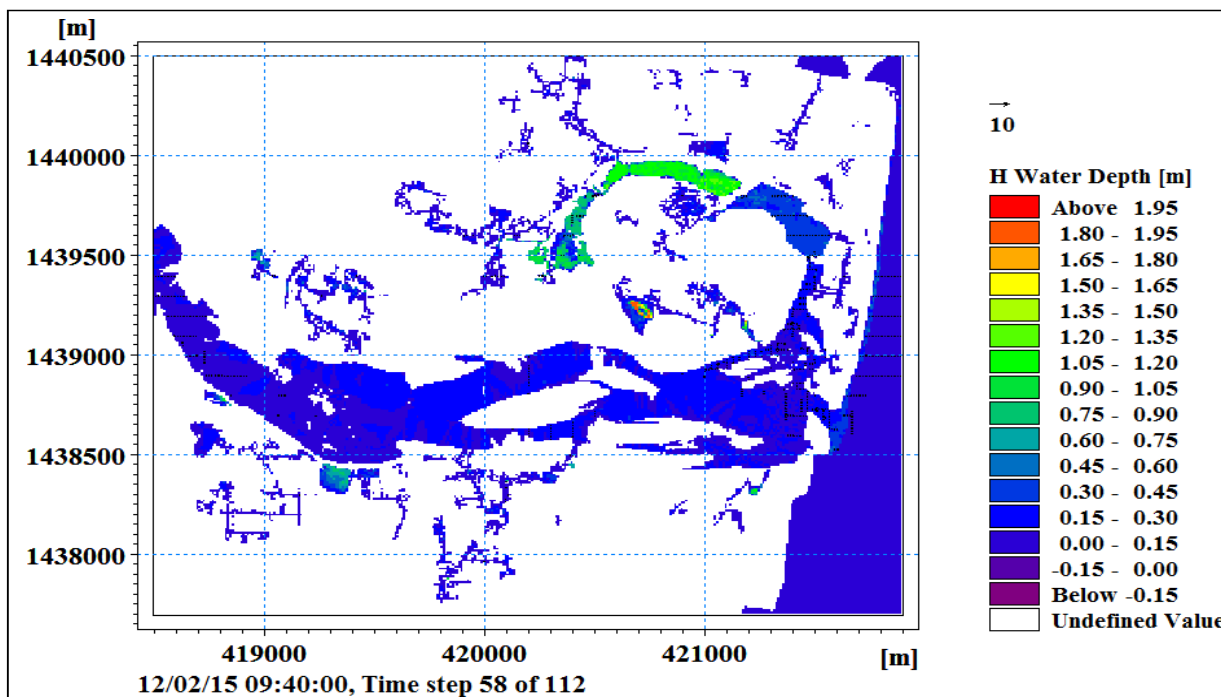 [m]
1440500
1440000
1439500
1439000
1438500
1438000
419000
420000
421000
[m]
12/02/15 09:40:00, Time step 58 of 112
10
H Water Depth [m]
Above 1.95
1.80 - 1.95
1.65 - 1.80
1.50 - 1.65
1.35 - 1.50
1.20 - 1.35
1.05 - 1.20
0.90 - 1.05
0.75 - 0.90
0.60 - 0.75
0.45 - 0.60
0.30 - 0.45
0.15 - 0.30
0.00 - 0.15
-0.15 - 0.00
Below -0.15
Undefined Value